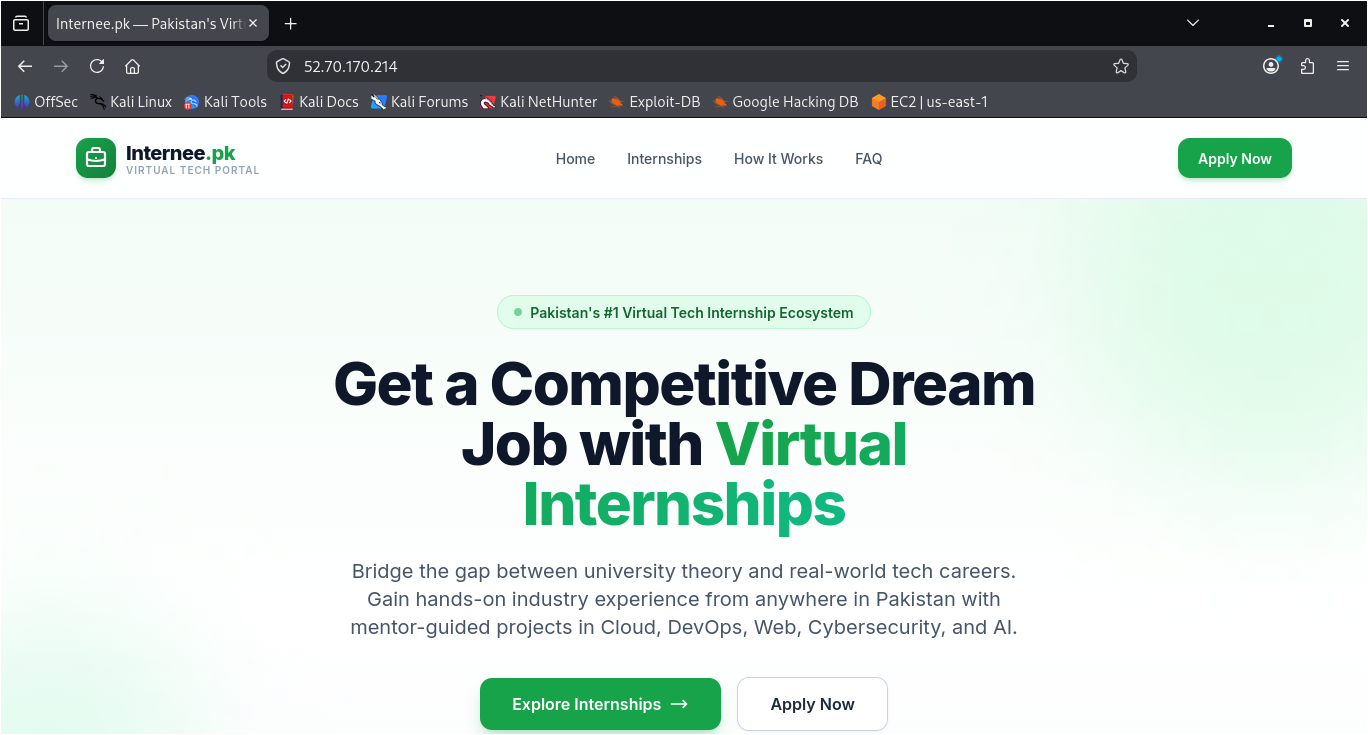 Internee.pk — Pakistan's Virt
52.70.170.214
OffSec Kali Linux Kali Tools Kali Docs Kali Forums Kali NetHunter Exploit-DB Google Hacking DB EC2 | us-east-1
Internee.pk
VIRTUAL TECH PORTAL
Home Internships How It Works FAQ
Apply Now
Pakistan's #1 Virtual Tech Internship Ecosystem
Get a Competitive Dream
Job with Virtual
Internships
Bridge the gap between university theory and real-world tech careers.
Gain hands-on industry experience from anywhere in Pakistan with
mentor-guided projects in Cloud, DevOps, Web, Cybersecurity, and AI.
Explore Internships →
Apply Now